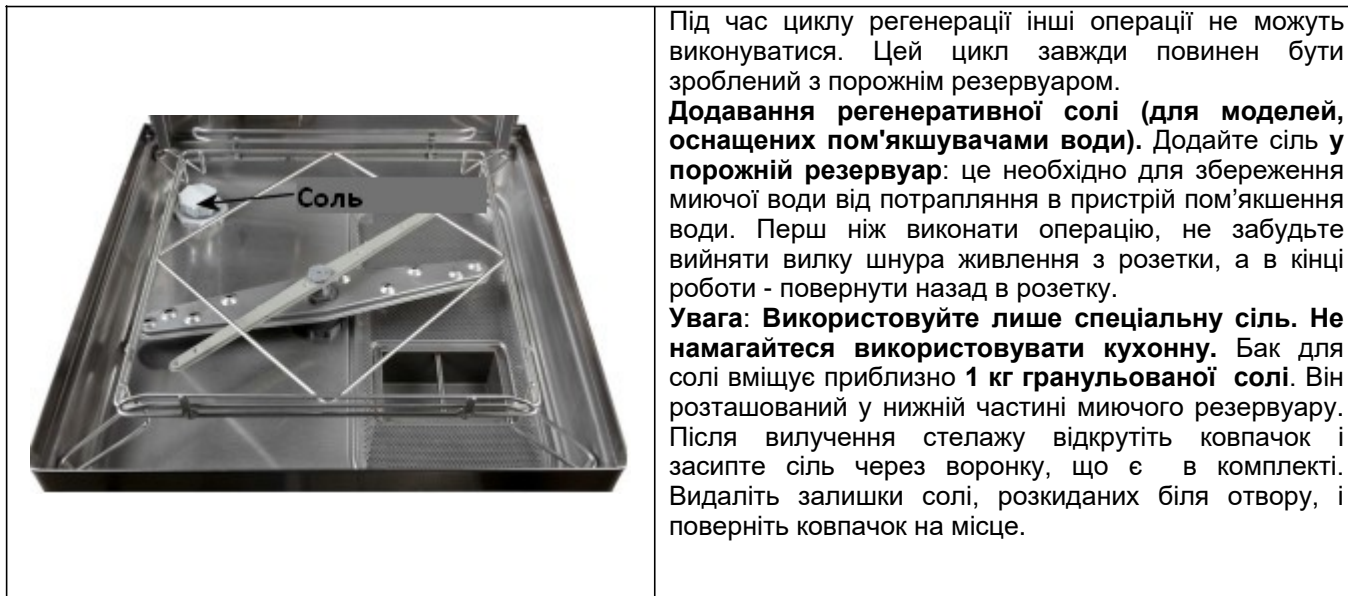 Соль
Під час циклу регенерації інші операції не можуть
виконуватися. Цей цикл завжди повинен бути
зроблений з порожнім резервуаром.
Додавання регенеративної солі (для моделей,
оснащених пом'якшувачами води). Додайте сіль у
порожній резервуар: це необхідно для збереження
миючої води від потрапляння в пристрій пом’якшення
води. Перш ніж виконати операцію, не забудьте
вийняти вилку шнура живлення з розетки, а в кінці
роботи - повернути назад в розетку.
Увага: Використовуйте лише спеціальну сіль. Не
намагайтеся використовувати кухонну. Бак для
солі вміщує приблизно 1 кг гранульованої солі. Він
розташований у нижній частині миючого резервуару.
Після вилучення стелажу відкрутіть ковпачок і
засипте сіль через воронку, що є в комплекті.
Видаліть залишки солі, розкиданих біля отвору, і
поверніть ковпачок на місце.